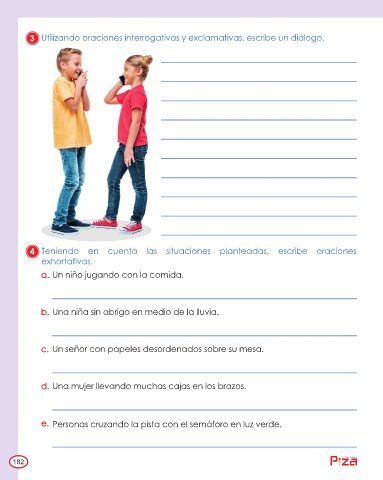 3 Utilizando oraciones interrogativas y exclamativas, escribe un diálogo.
4 Teniendo en cuenta las situaciones planteadas, escribe oraciones
exhortativas.
a. Un niño jugando con la comida.
b. Una niña sin abrigo en medio de la lluvia.
c. Un señor con papeles desordenados sobre su mesa.
d. Una mujer llevando muchas cajas en los brazos.
e. Personas cruzando la pista con el semáforo en luz verde.
182
Piza